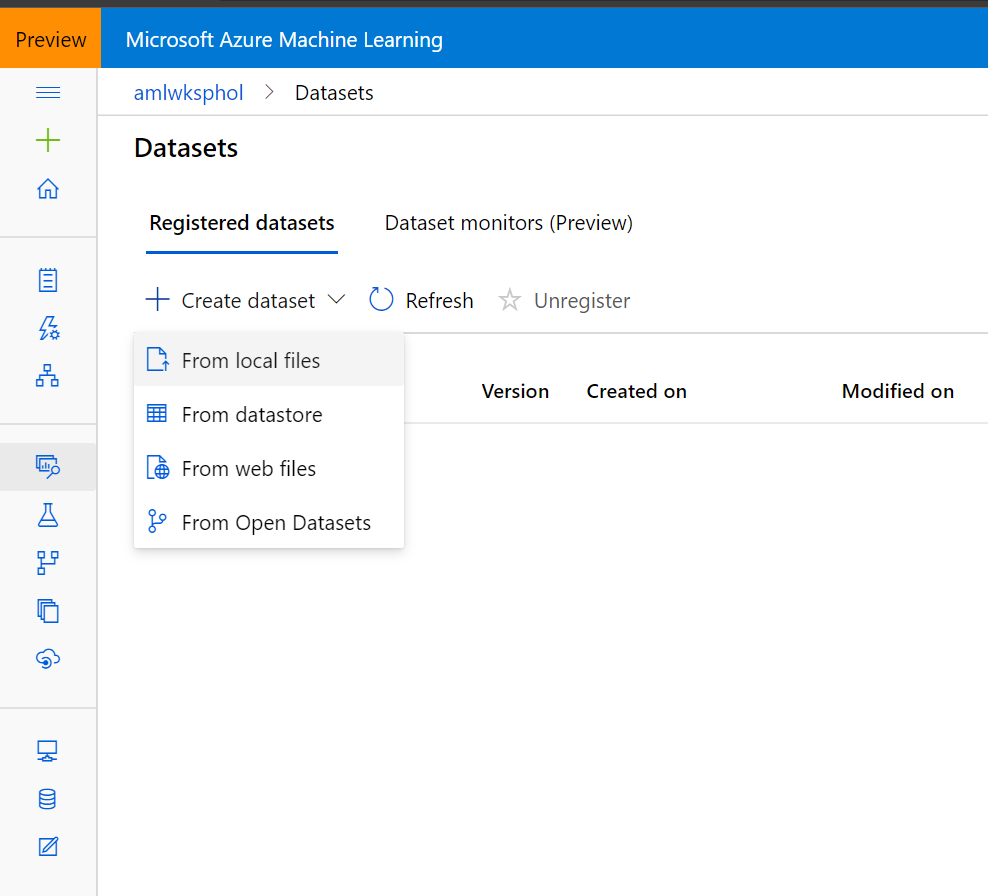 Preview
Microsoft Azure Machine Learning
amlwksphol > Datasets
Datasets
Registered datasets
Dataset monitors (Preview)
Create dataset
Refresh
Unregister
From local files
From datastore
From web files
From Open Datasets
Version
Created on
Modified on